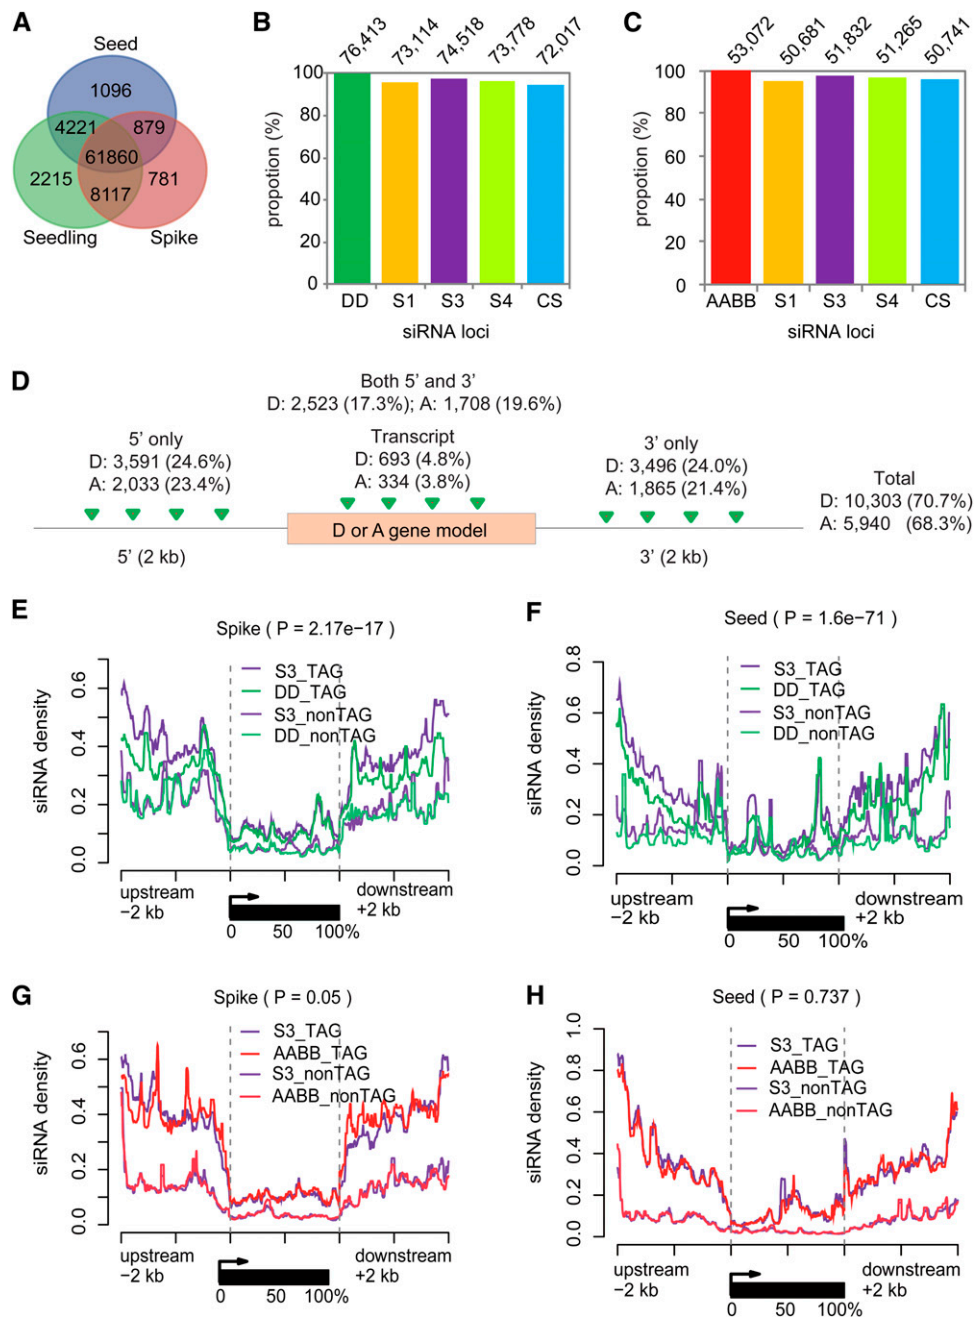 A
Seed
1096
4221
879
61860
2215
781
8117
Seedling
Spike
B
76,413
73,114
74,518
73,778
72,017
propotion (%)
100
80
60
40
20
0
DD
S1
S3
S4
CS
siRNA loci
C
53,072
50,681
51,832
51,265
50,741
propotion (%)
100
80
60
40
20
0
AABB
S1
S3
S4
CS
siRNA loci
D
Both 5' and 3'
D: 2,523 (17.3%); A: 1,708 (19.6%)
5' only
D: 3,591 (24.6%)
A: 2,033 (23.4%)
Transcript
D: 693 (4.8%)
A: 334 (3.8%)
3' only
D: 3,496 (24.0%)
A: 1,865 (21.4%)
Total
D: 10,303 (70.7%)
A: 5,940 (68.3%)
D or A gene model
5' (2 kb)
3' (2 kb)
E
Spike ( P = 2.17e−17 )
siRNA density
0.6
0.4
0.2
0.0
S3_TAG
DD_TAG
S3_nonTAG
DD_nonTAG
upstream
−2 kb
downstream
+2 kb
0
50
100%
F
Seed ( P = 1.6e−71 )
siRNA density
0.8
0.6
0.4
0.2
0.0
S3_TAG
DD_TAG
S3_nonTAG
DD_nonTAG
upstream
−2 kb
downstream
+2 kb
0
50
100%
G
Spike ( P = 0.05 )
siRNA density
0.6
0.4
0.2
0.0
S3_TAG
AABB_TAG
S3_nonTAG
AABB_nonTAG
upstream
−2 kb
downstream
+2 kb
0
50
100%
H
Seed ( P = 0.737 )
siRNA density
1.0
0.8
0.6
0.4
0.2
0.0
S3_TAG
AABB_TAG
S3_nonTAG
AABB_nonTAG
upstream
−2 kb
downstream
+2 kb
0
50
100%